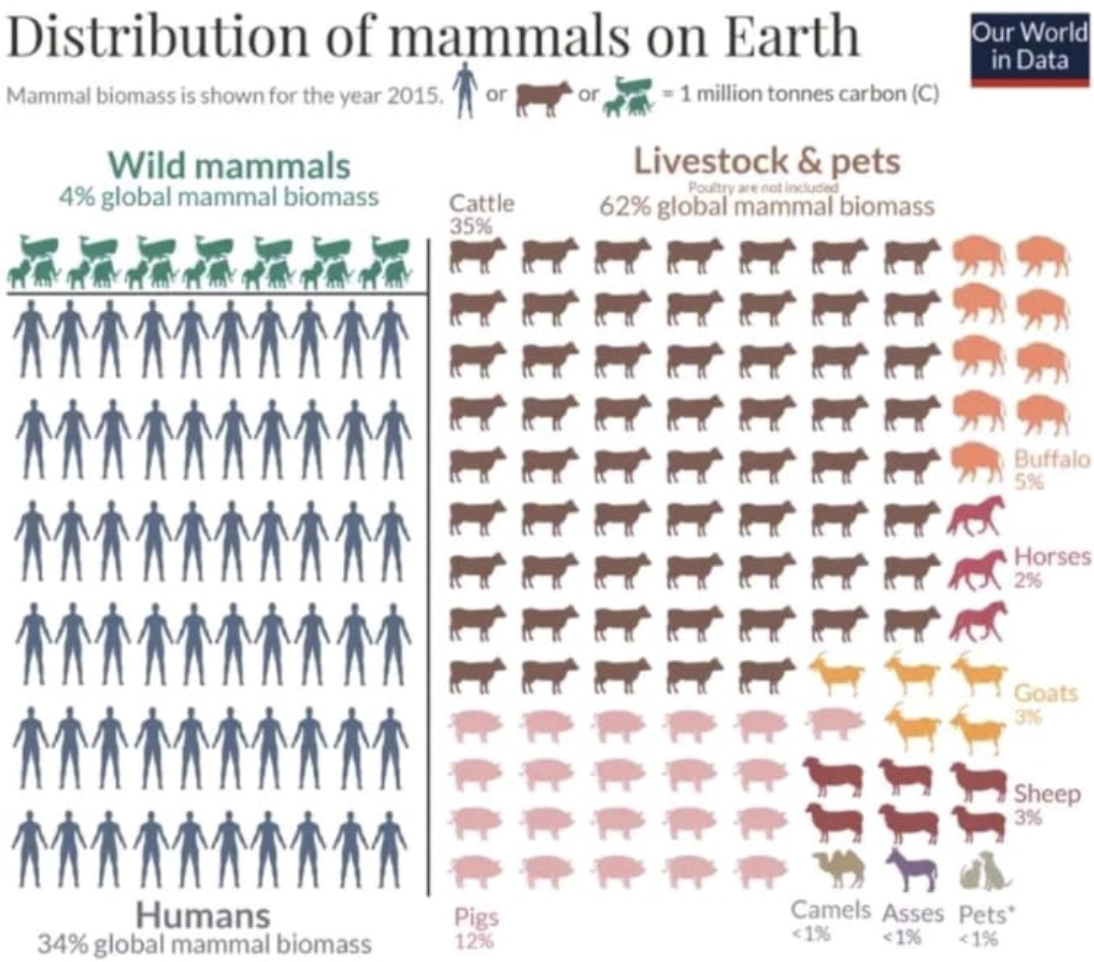 Distribution of mammals on Earth
Our World
in Data
Mammal biomass is shown for the year 2015. or or = 1 million tonnes carbon (C)
Wild mammals
4% global mammal biomass
Livestock & pets
Poultry are not included
62% global mammal biomass
Cattle
35%
Buffalo
5%
Horses
2%
Goats
3%
Sheep
3%
Humans
34% global mammal biomass
Pigs
12%
Camels
<1%
Asses
<1%
Pets*
<1%